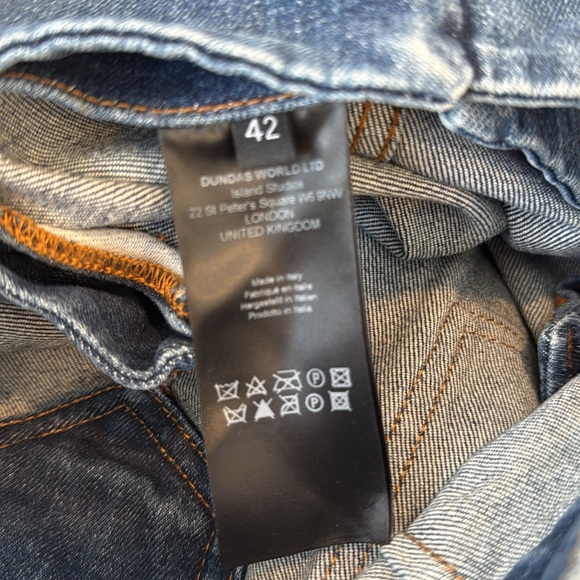 42
DUNDAS WORLD LTD
Island Studios
22 St Peter's Square W6 9NW
LONDON
UNITED KINGDOM
Made in Italy
Fabriqué en Italie
Hergestellt in Italien
Prodotto in Italia
P
P